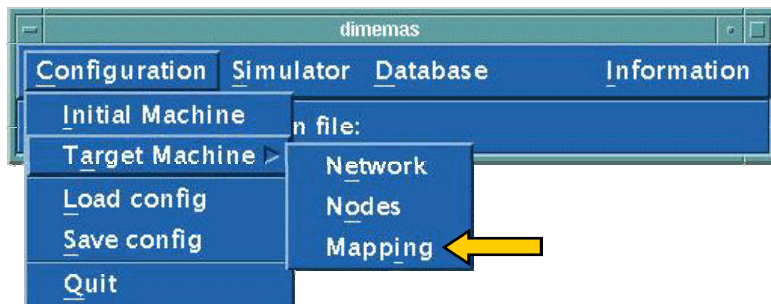 dimemas
Configuration Simulator Database Information
Initial Machine
n file:
Target Machine
Network
Load config
Nodes
Save config
Mapping
Quit